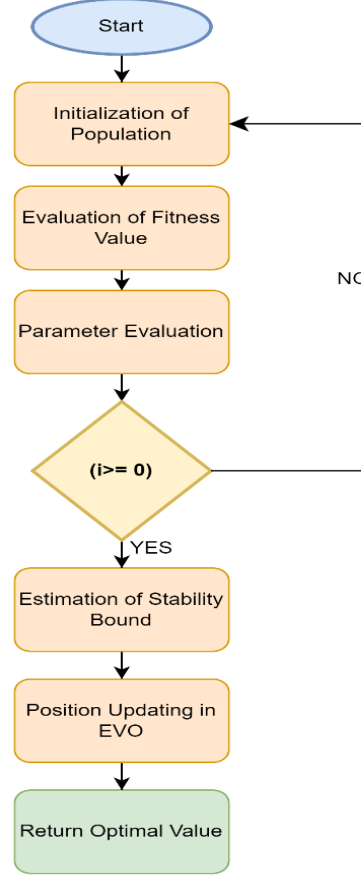 Start
Initialization of
Population
Evaluation of Fitness
Value
Parameter Evaluation
(i>= 0)
YES
Estimation of Stability
Bound
Position Updating in
EVO
Return Optimal Value